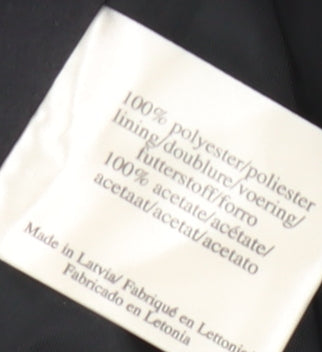 100% polyester/poliester
lining/doublure/voering/
futterstoff/forro
100% acetate/acétate/
acetaat/acetat/acetato
Made in Latvia/ Fabriqué en Lettonie/
Fabricado en Letonia